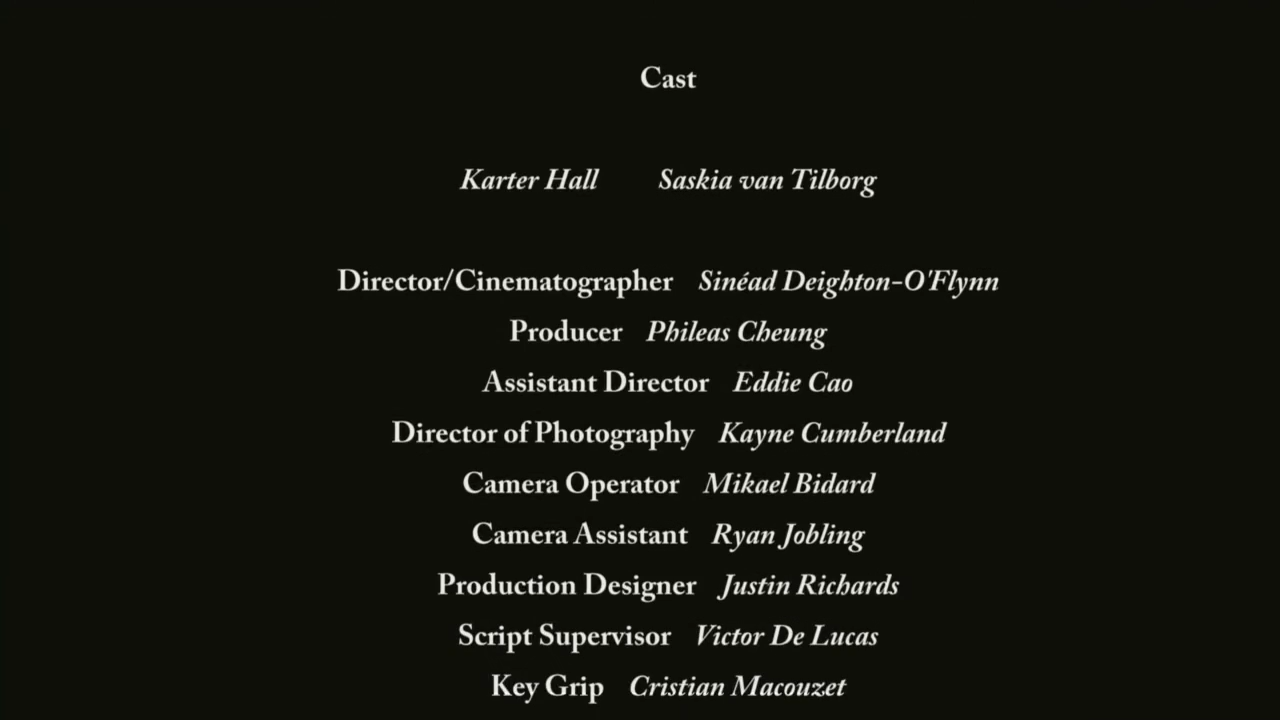 Cast
Karter Hall Saskia van Tilborg
Director/Cinematographer Sinéad Deighton-O'Flynn
Producer Phileas Cheung
Assistant Director Eddie Cao
Director of Photography Kayne Cumberland
Camera Operator Mikael Bidard
Camera Assistant Ryan Jobling
Production Designer Justin Richards
Script Supervisor Victor De Lucas
Key Grip Cristian Macouzet